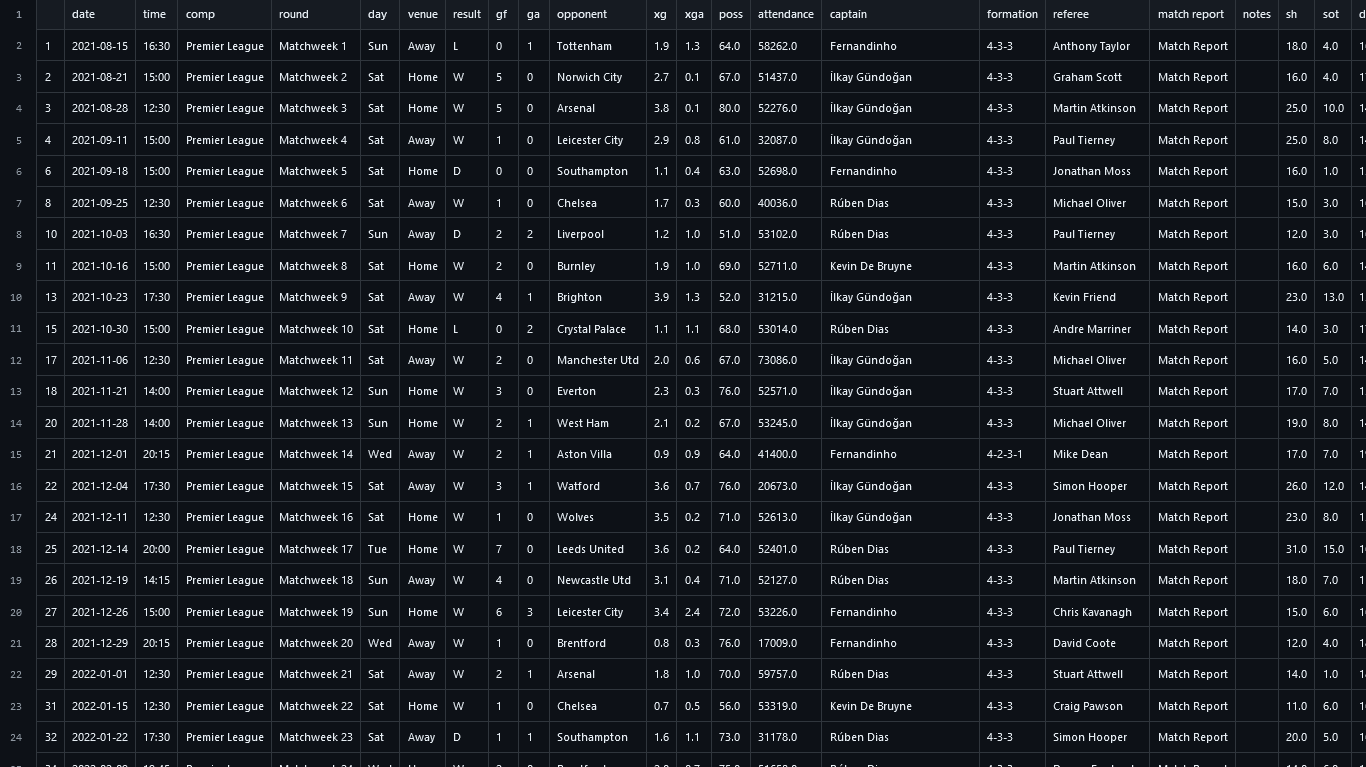 1 date time comp round day venue result gf ga opponent xg xga poss attendance captain formation referee match report notes sh sot
2 1 2021-08-15 16:30 Premier League Matchweek 1 Sun Away L 0 1 Tottenham 1.9 1.3 64.0 58262.0 Fernandinho 4-3-3 Anthony Taylor Match Report 18.0 4.0
3 2 2021-08-21 15:00 Premier League Matchweek 2 Sat Home W 5 0 Norwich City 2.7 0.1 67.0 51437.0 İlkay Gündoğan 4-3-3 Graham Scott Match Report 16.0 4.0
4 3 2021-08-28 12:30 Premier League Matchweek 3 Sat Home W 5 0 Arsenal 3.8 0.1 80.0 52276.0 İlkay Gündoğan 4-3-3 Martin Atkinson Match Report 25.0 10.0
5 4 2021-09-11 15:00 Premier League Matchweek 4 Sat Away W 1 0 Leicester City 2.9 0.8 61.0 32087.0 İlkay Gündoğan 4-3-3 Paul Tierney Match Report 25.0 8.0
6 6 2021-09-18 15:00 Premier League Matchweek 5 Sat Home D 0 0 Southampton 1.1 0.4 63.0 52698.0 Fernandinho 4-3-3 Jonathan Moss Match Report 16.0 1.0
7 8 2021-09-25 12:30 Premier League Matchweek 6 Sat Away W 1 0 Chelsea 1.7 0.3 60.0 40036.0 Rúben Dias 4-3-3 Michael Oliver Match Report 15.0 3.0
8 10 2021-10-03 16:30 Premier League Matchweek 7 Sun Away D 2 2 Liverpool 1.2 1.0 51.0 53102.0 Rúben Dias 4-3-3 Paul Tierney Match Report 12.0 3.0
9 11 2021-10-16 15:00 Premier League Matchweek 8 Sat Home W 2 0 Burnley 1.9 1.0 69.0 52711.0 Kevin De Bruyne 4-3-3 Martin Atkinson Match Report 16.0 6.0
10 13 2021-10-23 17:30 Premier League Matchweek 9 Sat Away W 4 1 Brighton 3.9 1.3 52.0 31215.0 İlkay Gündoğan 4-3-3 Kevin Friend Match Report 23.0 13.0
11 15 2021-10-30 15:00 Premier League Matchweek 10 Sat Home L 0 2 Crystal Palace 1.1 1.1 68.0 53014.0 Rúben Dias 4-3-3 Andre Marriner Match Report 14.0 3.0
12 17 2021-11-06 12:30 Premier League Matchweek 11 Sat Away W 2 0 Manchester Utd 2.0 0.6 67.0 73086.0 İlkay Gündoğan 4-3-3 Michael Oliver Match Report 16.0 5.0
13 18 2021-11-21 14:00 Premier League Matchweek 12 Sun Home W 3 0 Everton 2.3 0.3 76.0 52571.0 İlkay Gündoğan 4-3-3 Stuart Attwell Match Report 17.0 7.0
14 20 2021-11-28 14:00 Premier League Matchweek 13 Sun Home W 2 1 West Ham 2.1 0.2 67.0 53245.0 İlkay Gündoğan 4-3-3 Michael Oliver Match Report 19.0 8.0
15 21 2021-12-01 20:15 Premier League Matchweek 14 Wed Away W 2 1 Aston Villa 0.9 0.9 64.0 41400.0 Fernandinho 4-2-3-1 Mike Dean Match Report 17.0 7.0
16 22 2021-12-04 17:30 Premier League Matchweek 15 Sat Away W 3 1 Watford 3.6 0.7 76.0 20673.0 İlkay Gündoğan 4-3-3 Simon Hooper Match Report 26.0 12.0
17 24 2021-12-11 12:30 Premier League Matchweek 16 Sat Home W 1 0 Wolves 3.5 0.2 71.0 52613.0 İlkay Gündoğan 4-3-3 Jonathan Moss Match Report 23.0 8.0
18 25 2021-12-14 20:00 Premier League Matchweek 17 Tue Home W 7 0 Leeds United 3.6 0.2 64.0 52401.0 Rúben Dias 4-3-3 Paul Tierney Match Report 31.0 15.0
19 26 2021-12-19 14:15 Premier League Matchweek 18 Sun Away W 4 0 Newcastle Utd 3.1 0.4 71.0 52127.0 Rúben Dias 4-3-3 Martin Atkinson Match Report 18.0 7.0
20 27 2021-12-26 15:00 Premier League Matchweek 19 Sun Home W 6 3 Leicester City 3.4 2.4 72.0 53226.0 Fernandinho 4-3-3 Chris Kavanagh Match Report 15.0 6.0
21 28 2021-12-29 20:15 Premier League Matchweek 20 Wed Away W 1 0 Brentford 0.8 0.3 76.0 17009.0 Fernandinho 4-3-3 David Coote Match Report 12.0 4.0
22 29 2022-01-01 12:30 Premier League Matchweek 21 Sat Away W 2 1 Arsenal 1.8 1.0 70.0 59757.0 Rúben Dias 4-3-3 Stuart Attwell Match Report 14.0 1.0
23 31 2022-01-15 12:30 Premier League Matchweek 22 Sat Home W 1 0 Chelsea 0.7 0.5 56.0 53319.0 Kevin De Bruyne 4-3-3 Craig Pawson Match Report 11.0 6.0
24 32 2022-01-22 17:30 Premier League Matchweek 23 Sat Away D 1 1 Southampton 1.6 1.1 73.0 31178.0 Rúben Dias 4-3-3 Simon Hooper Match Report 20.0 5.0